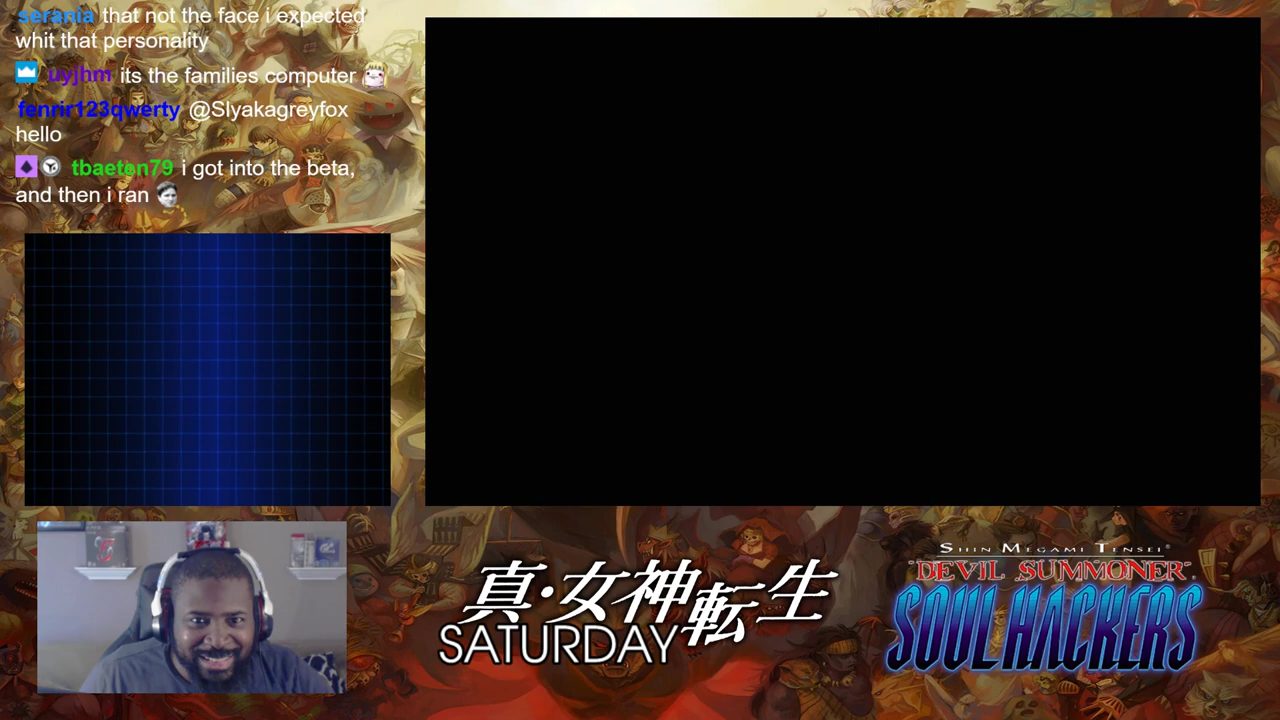 serania that not the face i expected
whit that personality
uyjhm its the families computer
fenrir123qwerty @Slyakagreyfox
hello
tbaeten79 i got into the beta,
and then i ran
真・女神転生
SATURDAY
SHIN MEGAMI TENSEI®
DEVIL SUMMONER
SOUL HACKERS